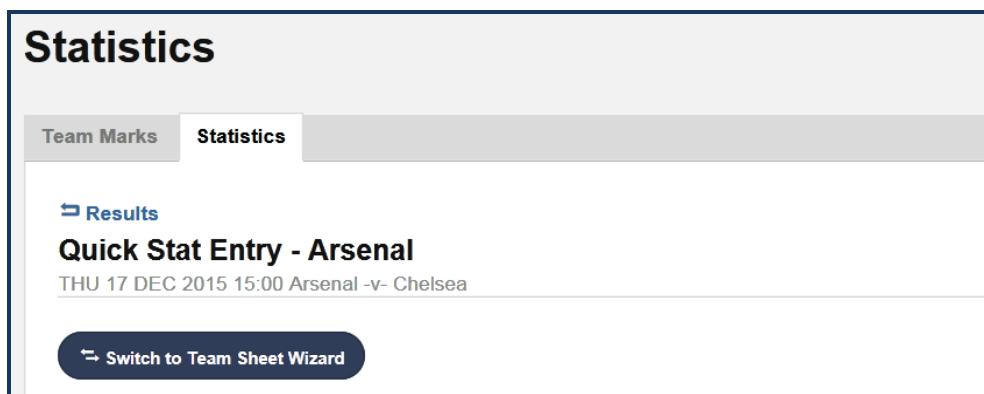 Statistics
Team Marks Statistics
Results
Quick Stat Entry - Arsenal
THU 17 DEC 2015 15:00 Arsenal -v- Chelsea
Switch to Team Sheet Wizard